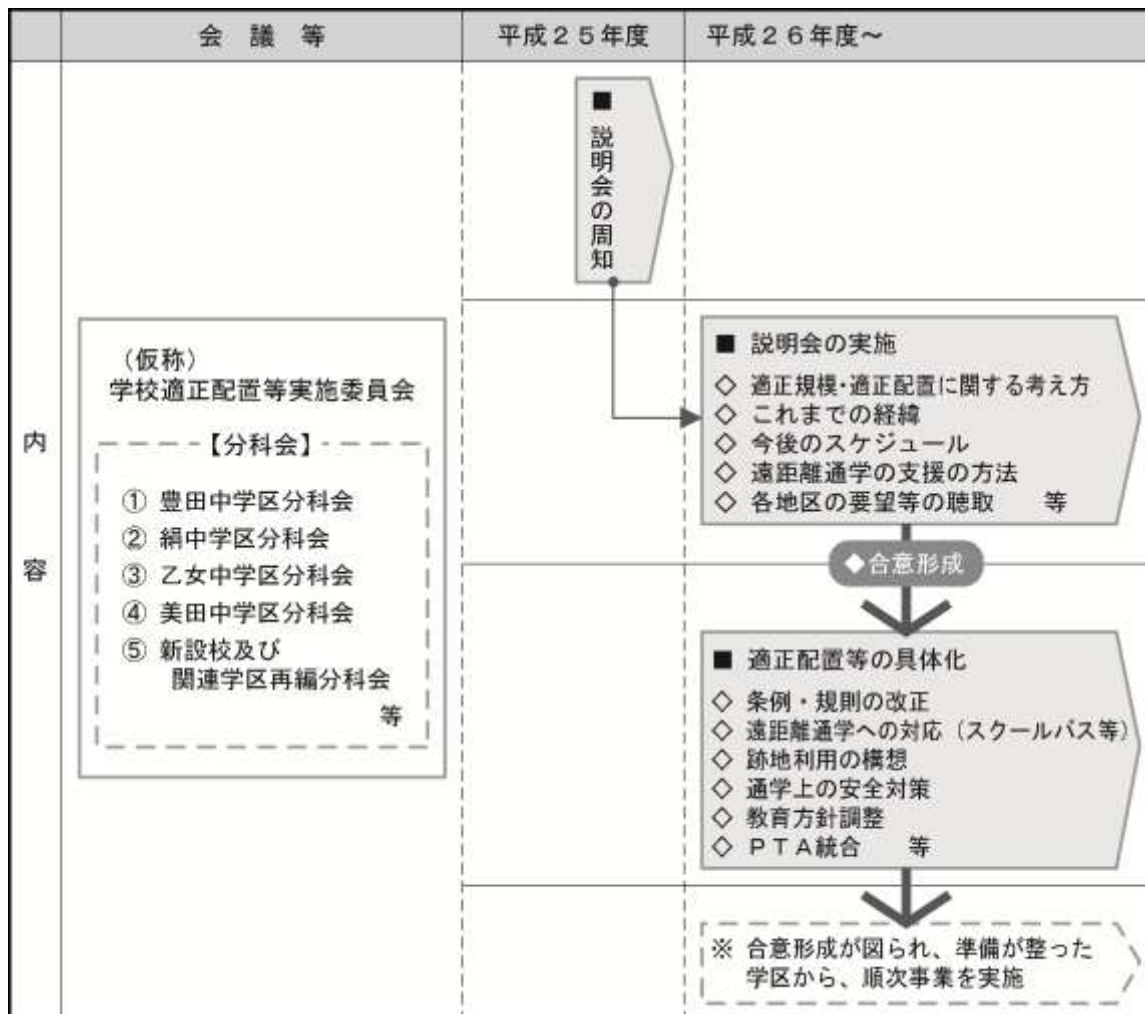 会 議 等
平成２５年度
平成２６年度～
内
容
■ 説明会の周知
（仮称）
学校適正配置等実施委員会
【分科会】
① 豊田中学区分科会
② 絹中学区分科会
③ 乙女中学区分科会
④ 美田中学区分科会
⑤ 新設校及び
関連学区再編分科会
等
■ 説明会の実施
◇ 適正規模・適正配置に関する考え方
◇ これまでの経緯
◇ 今後のスケジュール
◇ 遠距離通学の支援の方法
◇ 各地区の要望等の聴取　等
◆合意形成
■ 適正配置等の具体化
◇ 条例・規則の改正
◇ 遠距離通学への対応（スクールバス等）
◇ 跡地利用の構想
◇ 通学上の安全対策
◇ 教育方針調整
◇ ＰＴＡ統合　等
※ 合意形成が図られ、準備が整った
学区から、順次事業を実施